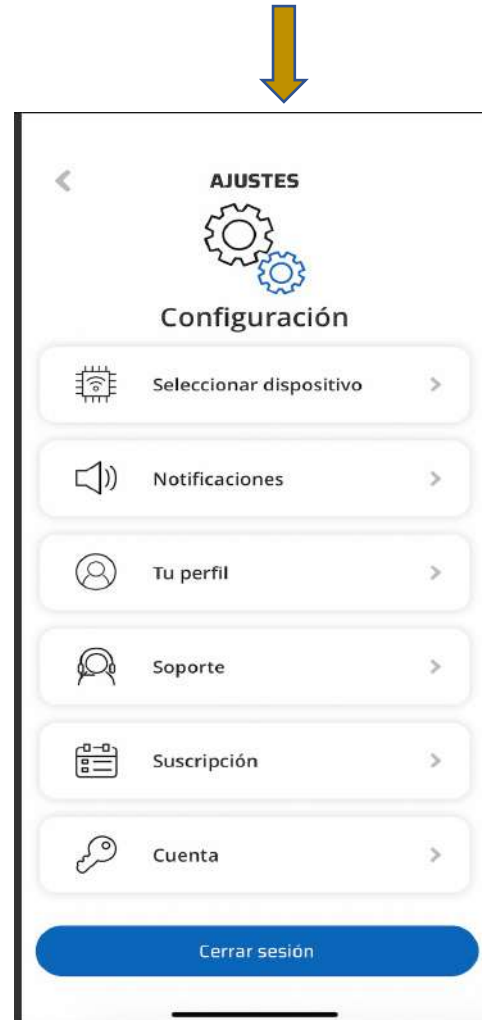 AJUSTES
Configuración
Seleccionar dispositivo
Notificaciones
Tu perfil
Soporte
Suscripción
Cuenta
Cerrar sesión